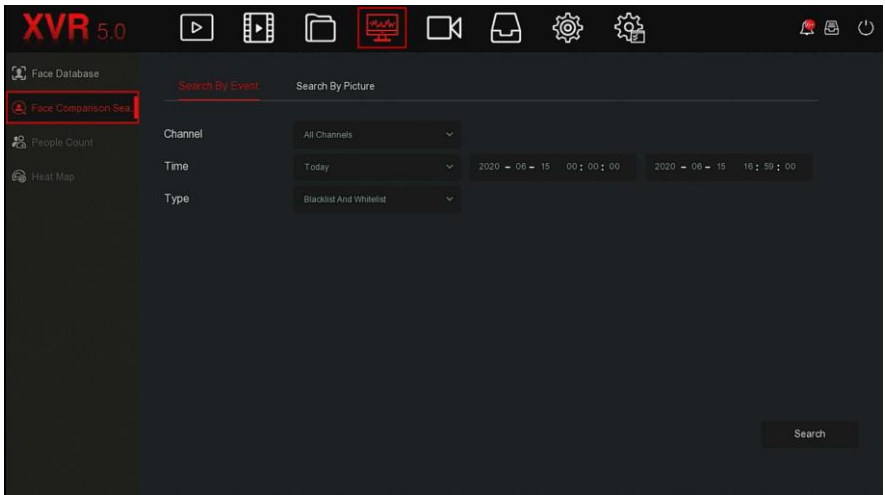 XVR 5.0
Face Database
Search By Event Search By Picture
Face Comparison Sea..
Channel All Channels
People Count
Time Today 2020 - 06 - 15 00 : 00 : 00 2020 - 06 - 15 16 : 59 : 00
Heat Map
Type Blacklist And Whitelist
Search